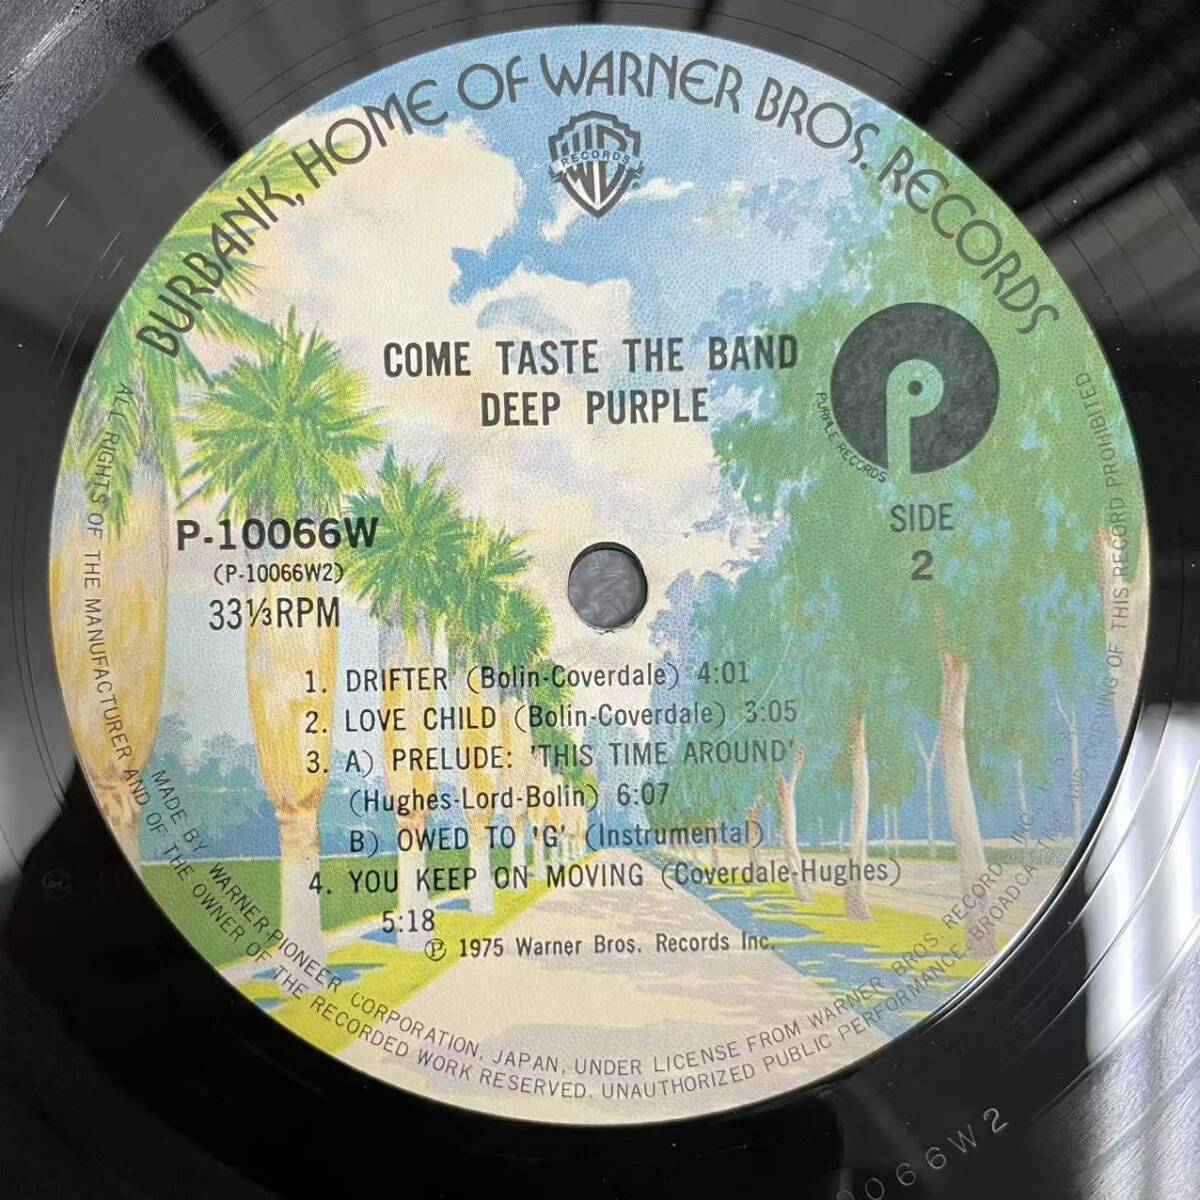 BURBANK, HOME OF WARNER BROS. RECORDS
RECORDS
COME TASTE THE BAND
DEEP PURPLE
PURPLE RECORDS
P-10066W
(P-10066W2)
33⅓RPM
SIDE
2
1. DRIFTER (Bolin-Coverdale) 4:01
2. LOVE CHILD (Bolin-Coverdale) 3:05
3. A) PRELUDE: 'THIS TIME AROUND'
(Hughes-Lord-Bolin) 6:07
B) OWED TO 'G' (Instrumental)
4. YOU KEEP ON MOVING (Coverdale-Hughes)
5:18
Ⓟ 1975 Warner Bros. Records Inc.
MADE BY WARNER-PIONEER CORPORATION, JAPAN, UNDER LICENSE FROM WARNER BROS. RECORD INC.
ALL RIGHTS OF THE MANUFACTURER AND OF THE OWNER OF THE RECORDED WORK RESERVED. UNAUTHORIZED PUBLIC PERFORMANCE, BROADCASTING AND COPYING OF THIS RECORD PROHIBITED
0066W2